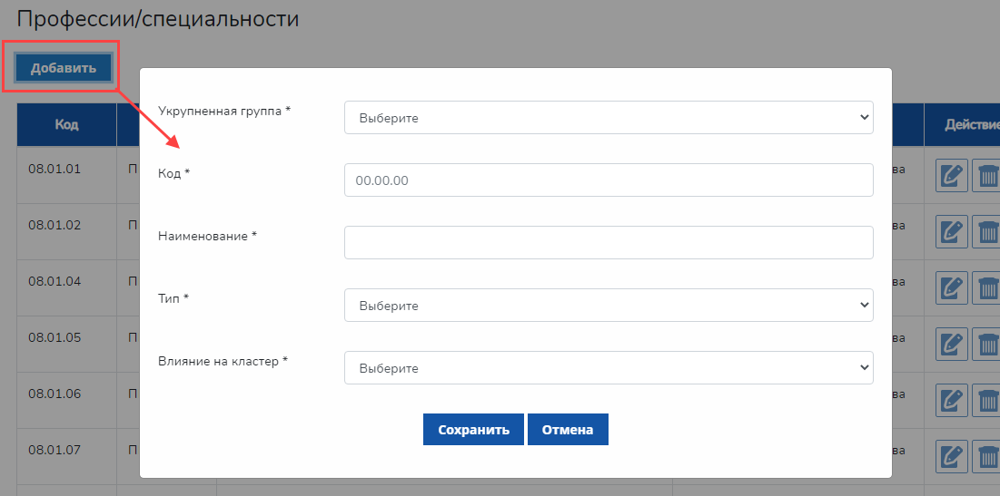 Профессии/специальности
Добавить
Код
Действие
Укрупненная группа *
Выберите
Код *
00.00.00
Наименование *
Тип *
Выберите
Влияние на кластер *
Выберите
Сохранить Отмена
08.01.01 П ва
08.01.02 П ва
08.01.04 П ва
08.01.05 П ва
08.01.06 П ва
08.01.07 П ва